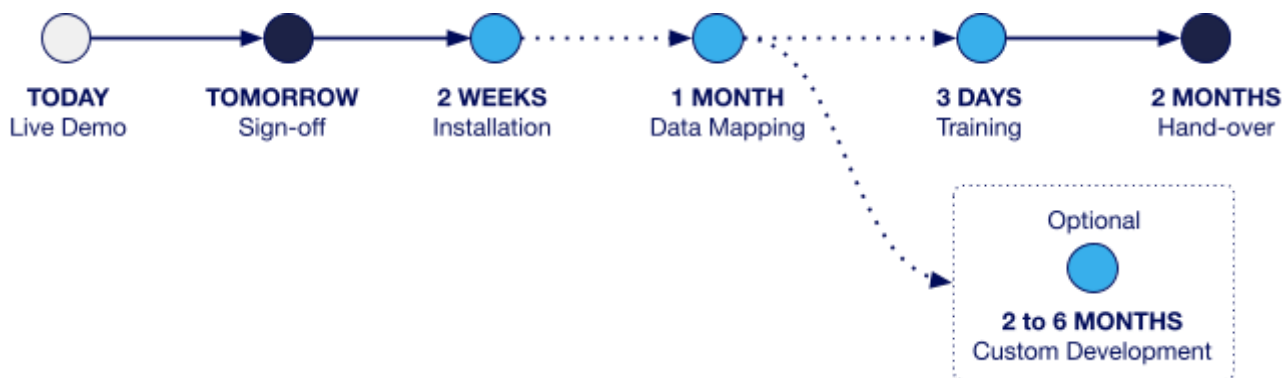 TODAY
Live Demo
TOMORROW
Sign-off
2 WEEKS
Installation
1 MONTH
Data Mapping
3 DAYS
Training
2 MONTHS
Hand-over
Optional
2 to 6 MONTHS
Custom Development